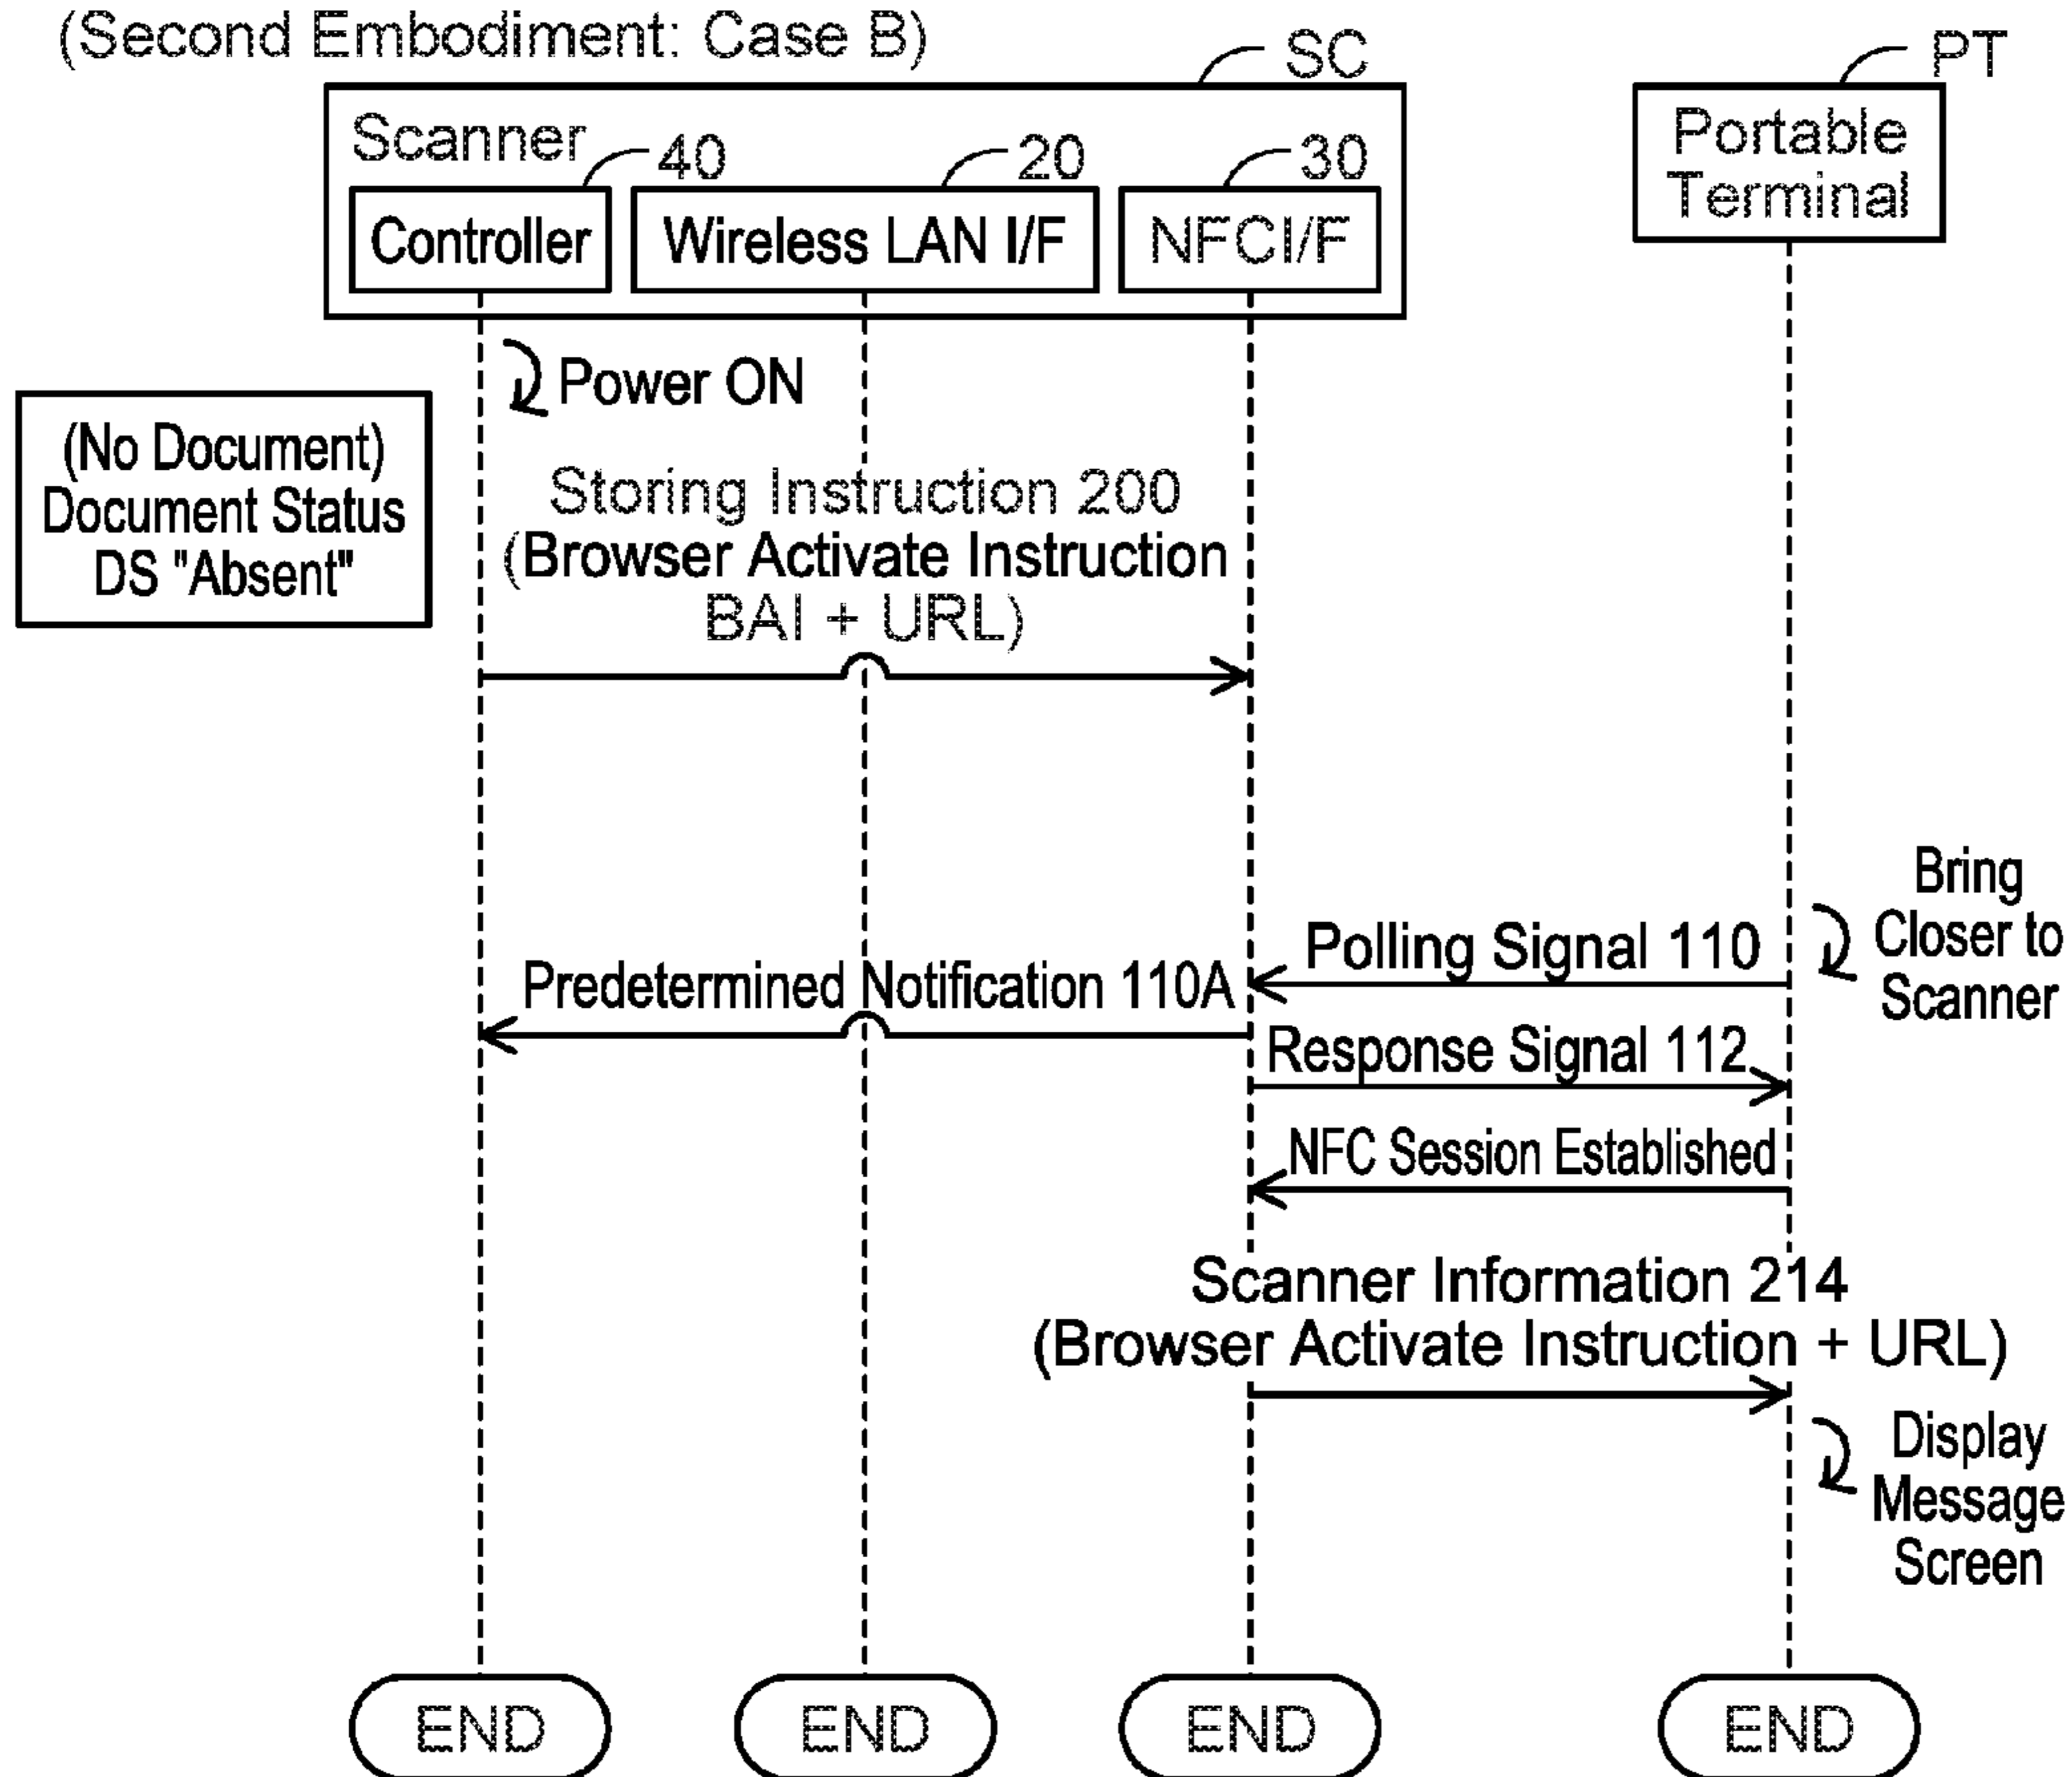 (Second Embodiment: Case B)
SC
PT
Scanner
40
20
30
Portable
Terminal
Controller
Wireless LAN I/F
NFCI/F
Power ON
(No Document)
Document Status
DS "Absent"
Storing Instruction 200
(Browser Activate Instruction
BAI + URL)
Bring
Closer to
Scanner
Polling Signal 110
Predetermined Notification 110A
Response Signal 112
NFC Session Established
Scanner Information 214
(Browser Activate Instruction + URL)
Display
Message
Screen
END
END
END
END